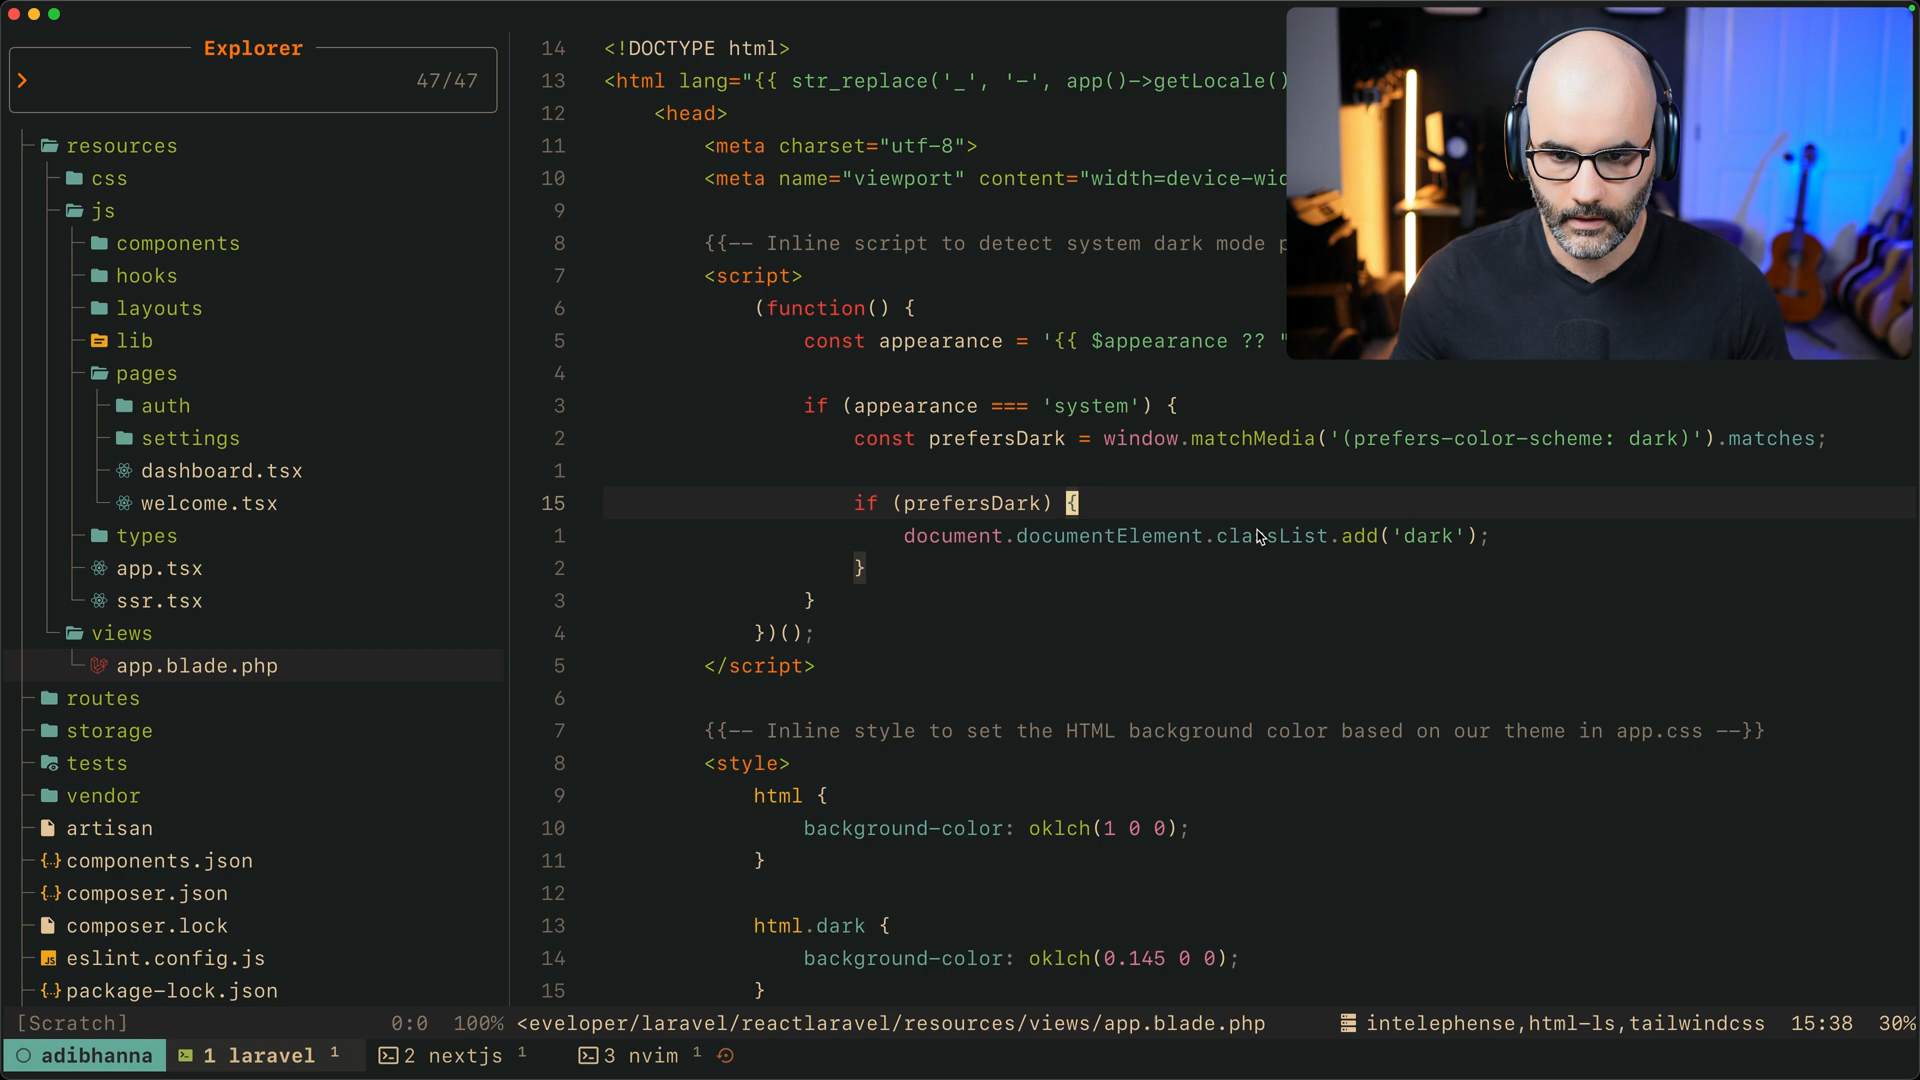 Explorer
47/47
resources
css
js
components
hooks
layouts
lib
pages
auth
settings
dashboard.tsx
welcome.tsx
types
app.tsx
ssr.tsx
views
app.blade.php
routes
storage
tests
vendor
artisan
components.json
composer.json
composer.lock
eslint.config.js
package-lock.json
14 <!DOCTYPE html>
13 <html lang="{{ str_replace('_', '-', app()->getLocale()
12 <head>
11 <meta charset="utf-8">
10 <meta name="viewport" content="width=device-wid
9
8 {{-- Inline script to detect system dark mode p
7 <script>
6 (function() {
5 const appearance = '{{ $appearance ?? "
4
3 if (appearance === 'system') {
2 const prefersDark = window.matchMedia('(prefers-color-scheme: dark)').matches;
1
15 if (prefersDark) {
1 document.documentElement.classList.add('dark');
2 }
3 }
4 })();
5 </script>
6
7 {{-- Inline style to set the HTML background color based on our theme in app.css --}}
8 <style>
9 html {
10 background-color: oklch(1 0 0);
11 }
12
13 html.dark {
14 background-color: oklch(0.145 0 0);
15 }
[Scratch] 0:0 100% <eveloper/laravel/reactlaravel/resources/views/app.blade.php intelephense,html-ls,tailwindcss 15:38 30%
adibhanna 1 laravel 1 2 nextjs 1 3 nvim 1